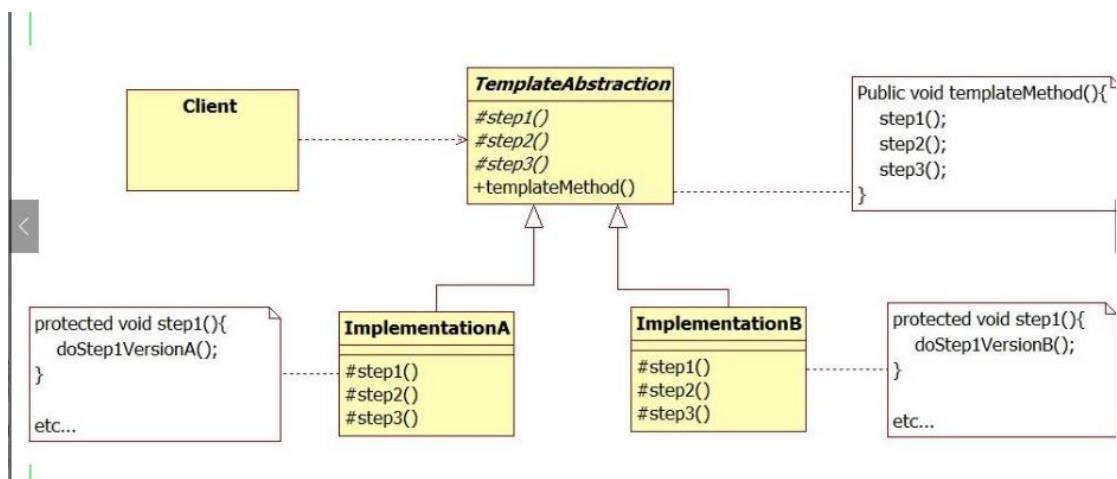 Client
TemplateAbstraction
#step1()
#step2()
#step3()
+templateMethod()
Public void templateMethod(){
step1();
step2();
step3();
}
protected void step1(){
doStep1VersionA();
}
etc...
ImplementationA
#step1()
#step2()
#step3()
ImplementationB
#step1()
#step2()
#step3()
protected void step1(){
doStep1VersionB();
}
etc...